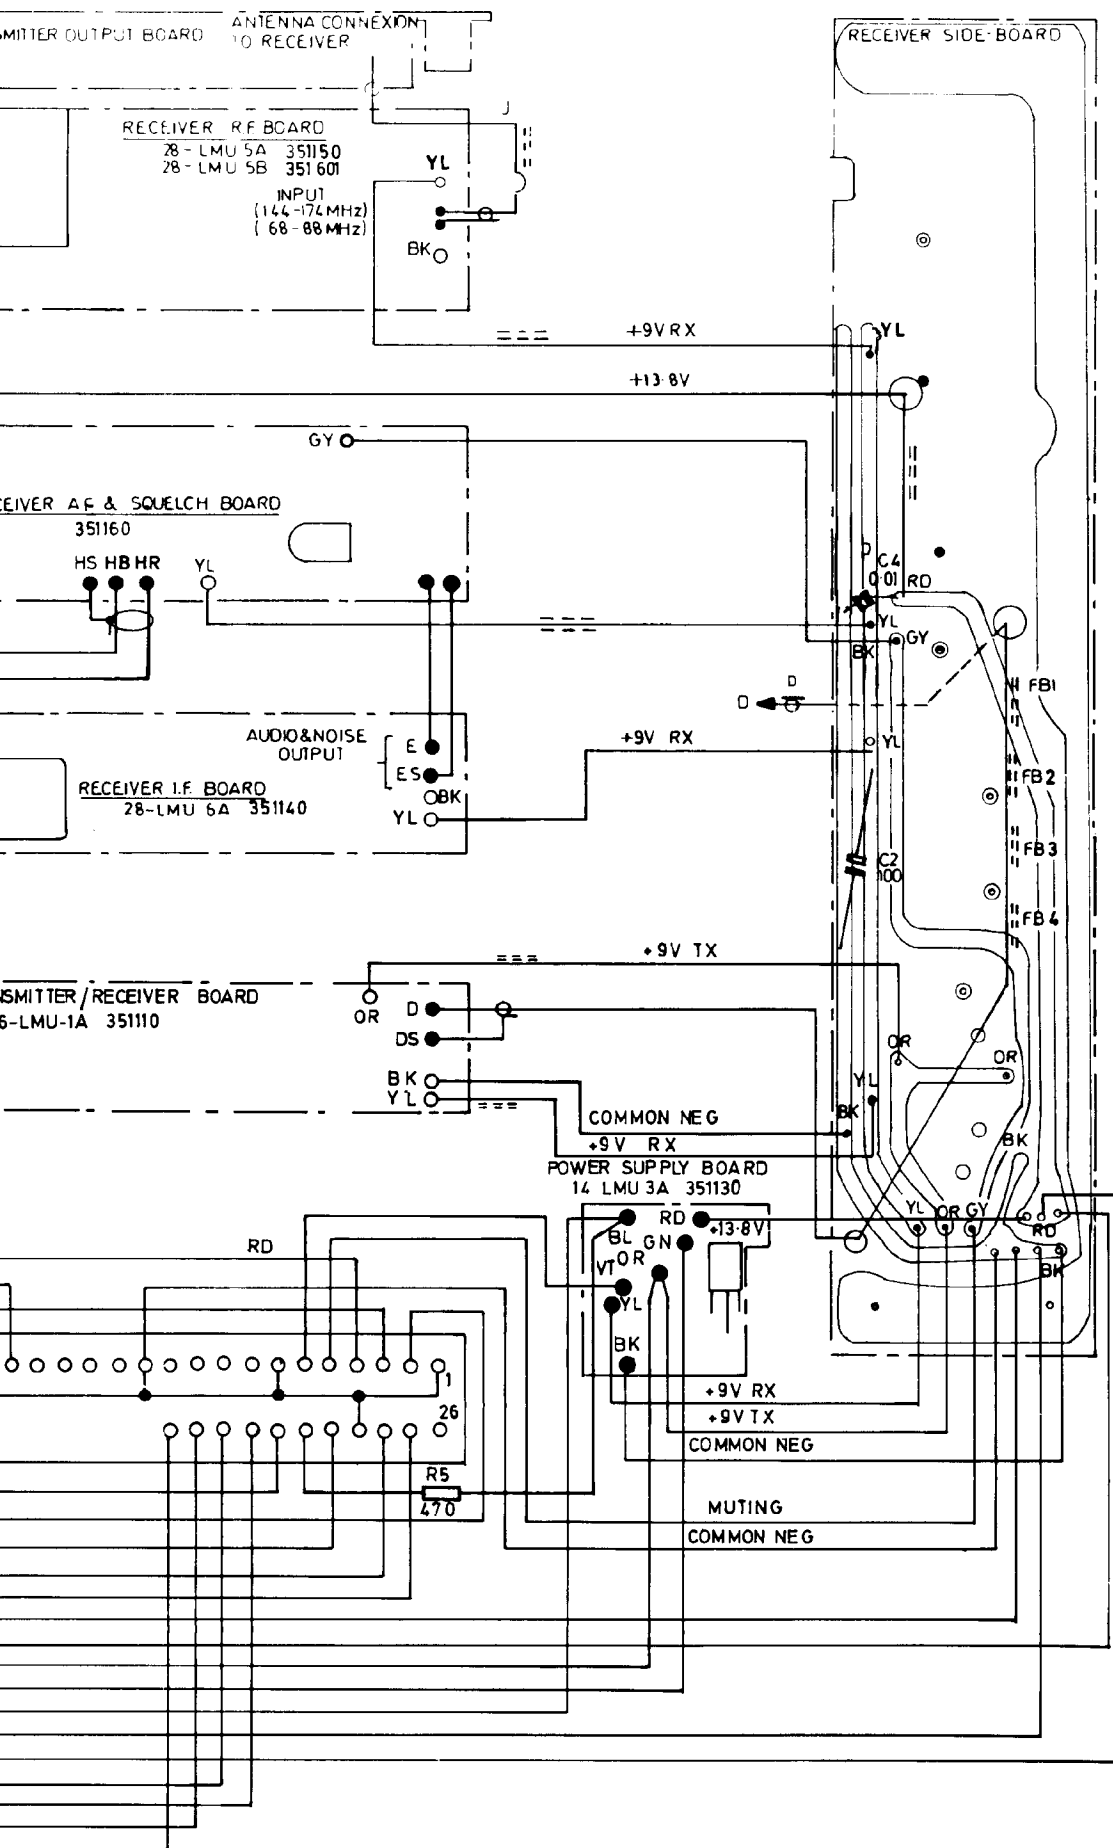 SMITTER OUTPUT BOARD
ANTENNA CONNEXION
TO RECEIVER
RECEIVER SIDE-BOARD
J
RECEIVER R.F. BOARD
28-LMU 5A 351150
28-LMU 5B 351601
YL
INPUT
(144-174MHz)
(68-88MHz)
BK
+9V RX
YL
+13·8V
GY
CEIVER A.F. & SQUELCH BOARD
351160
HS HB HR
YL
D
C4
0·01
RD
YL
GY
BK
D
D
FB1
AUDIO&NOISE
OUTPUT
E
ES
BK
YL
+9V RX
YL
FB2
RECEIVER I.F. BOARD
28-LMU 6A 351140
C2
100
FB3
FB4
+9V TX
NSMITTER/RECEIVER BOARD
6-LMU-1A 351110
OR
D
DS
BK
YL
OR
OR
YL
BK
BK
COMMON NEG
+9V RX
POWER SUPPLY BOARD
14 LMU 3A 351130
RD
+13·8V
BL
GN
OR
VT
YL
BK
YL OR GY
RD
BK
RD
1
26
+9V RX
+9V TX
COMMON NEG
R5
470
MUTING
COMMON NEG